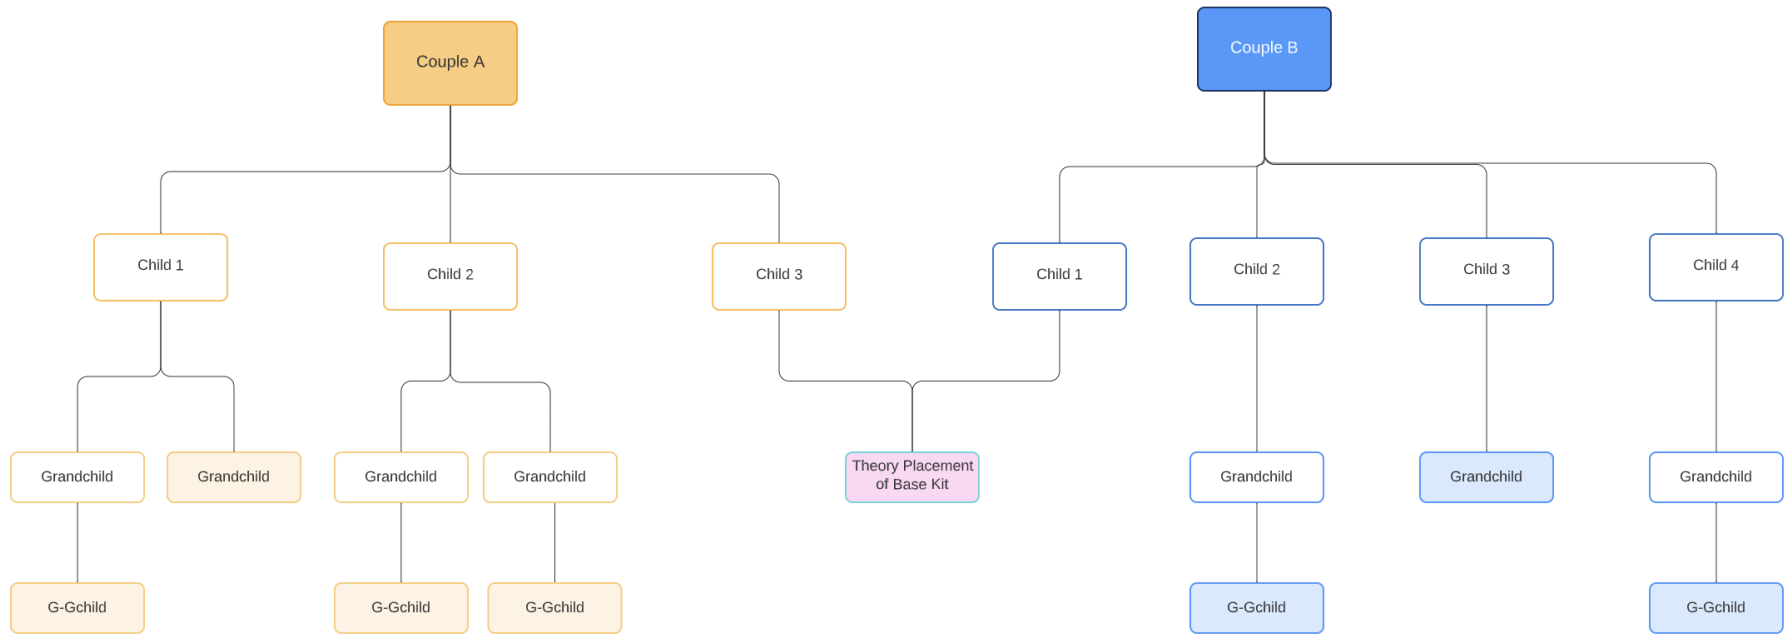 Couple A
Couple B
Child 1
Child 2
Child 3
Child 1
Child 2
Child 3
Child 4
Grandchild
Grandchild
Grandchild
Grandchild
Theory Placement
of Base Kit
Grandchild
Grandchild
Grandchild
G-Gchild
G-Gchild
G-Gchild
G-Gchild
G-Gchild